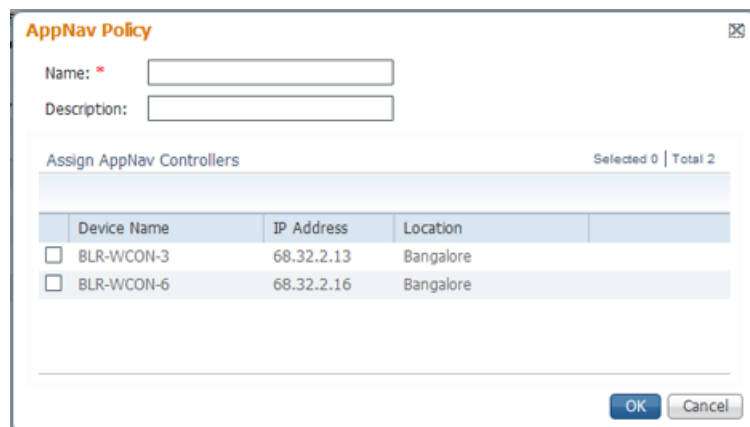 AppNav Policy
Name: *
Description:
Assign AppNav Controllers Selected 0 | Total 2
Device Name IP Address Location
BLR-WCON-3 68.32.2.13 Bangalore
BLR-WCON-6 68.32.2.16 Bangalore
OK Cancel